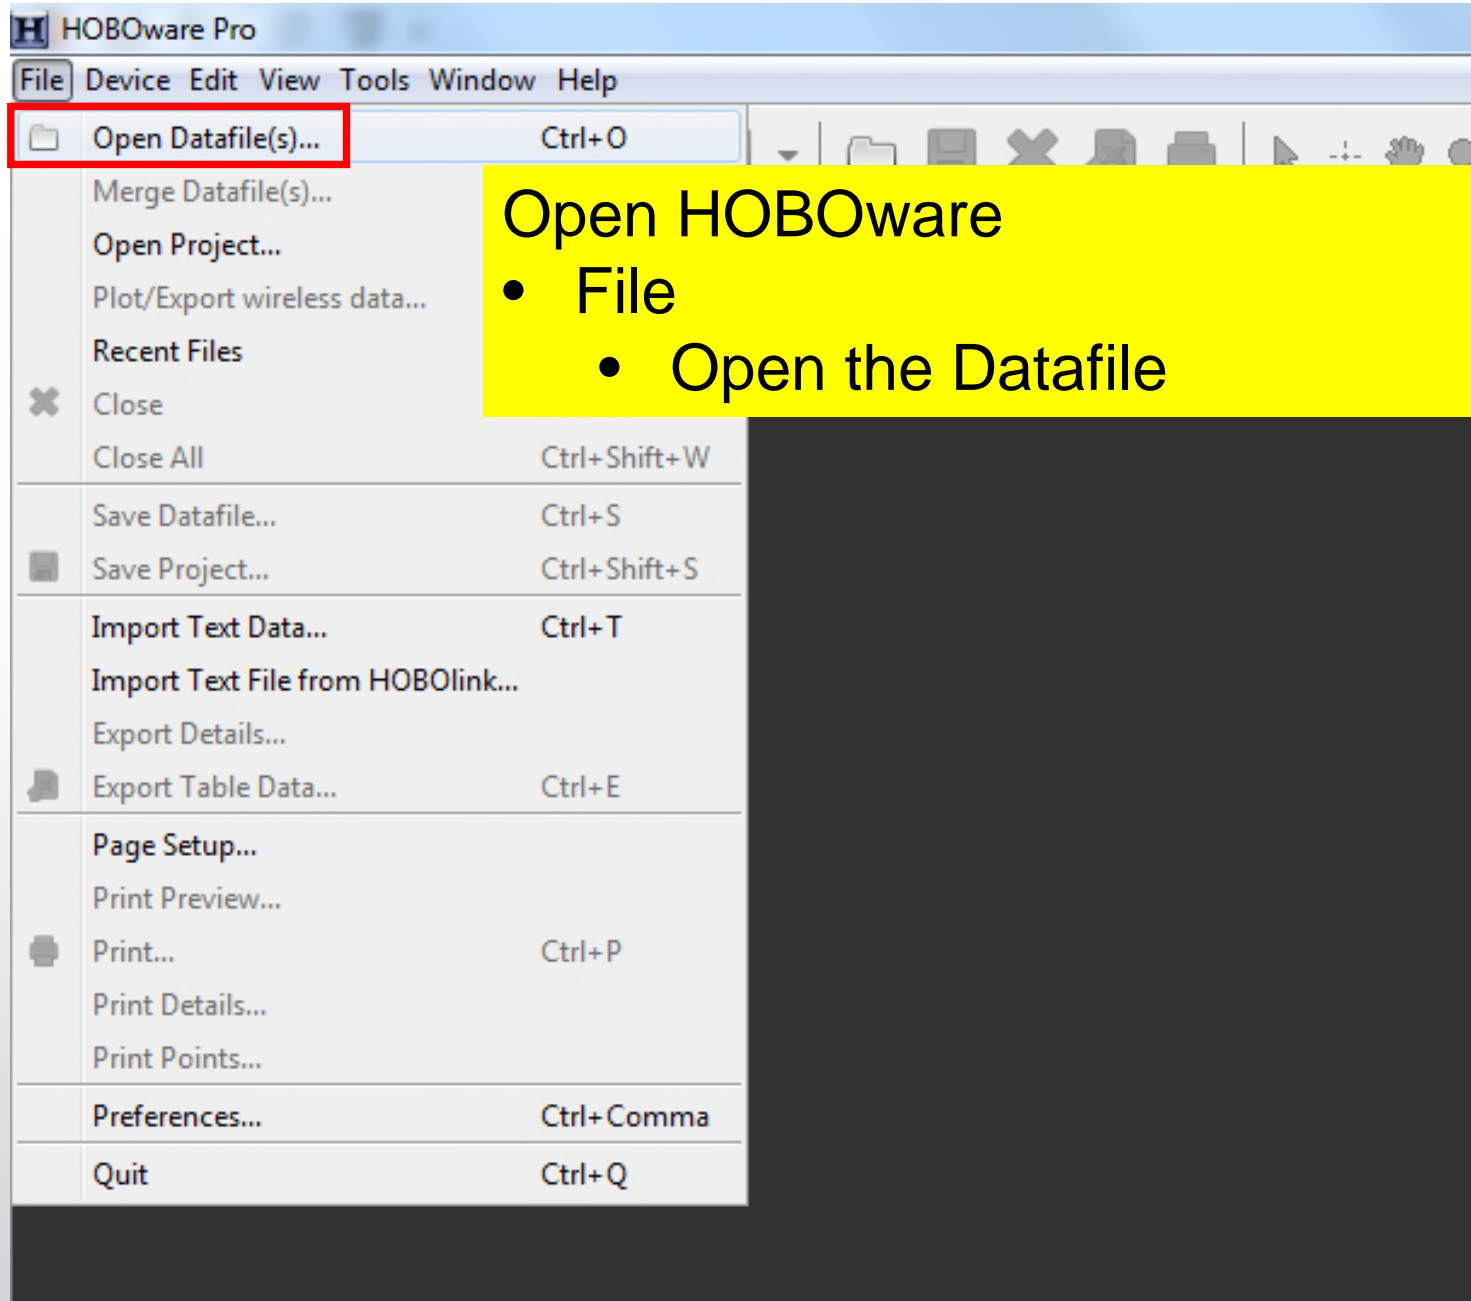 HOBOware Pro
File Device Edit View Tools Window Help
Open Datafile(s)... Ctrl+O
Merge Datafile(s)...
Open Project...
Plot/Export wireless data...
Recent Files
Close
Close All Ctrl+Shift+W
Save Datafile... Ctrl+S
Save Project... Ctrl+Shift+S
Import Text Data... Ctrl+T
Import Text File from HOBOlink...
Export Details...
Export Table Data... Ctrl+E
Page Setup...
Print Preview...
Print... Ctrl+P
Print Details...
Print Points...
Preferences... Ctrl+Comma
Quit Ctrl+Q
Open HOBOware
• File
• Open the Datafile